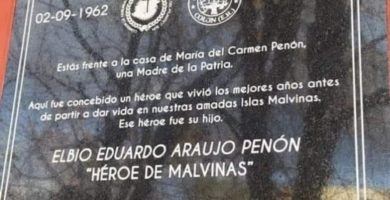 02-09-1962
COLÓN (E.R.)
Estás frente a la casa de María del Carmen Penón,
una Madre de la Patria.
Aquí fue concebido un héroe que vivió los mejores años antes
de partir a dar vida en nuestras amadas Islas Malvinas.
Ese héroe fue su hijo.
ELBIO EDUARDO ARAUJO PENÓN
"HÉROE DE MALVINAS"